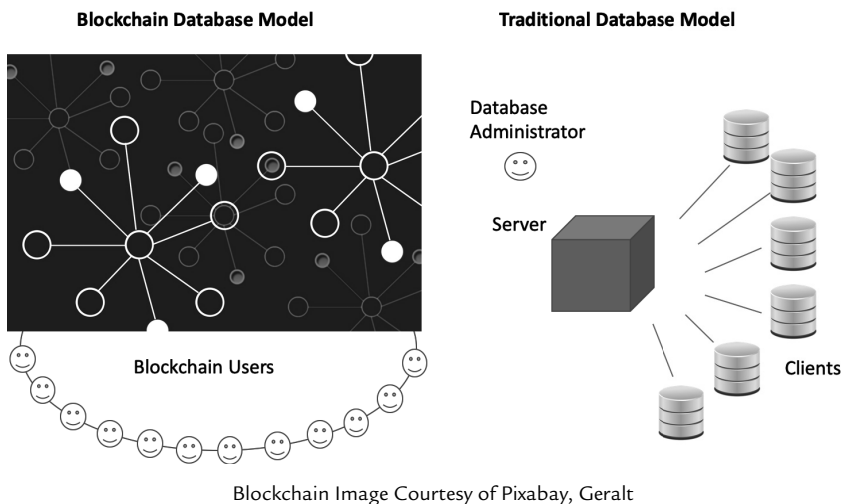 Blockchain Database Model
Traditional Database Model
Database
Administrator
Server
Blockchain Users
Clients
Blockchain Image Courtesy of Pixabay, Geralt